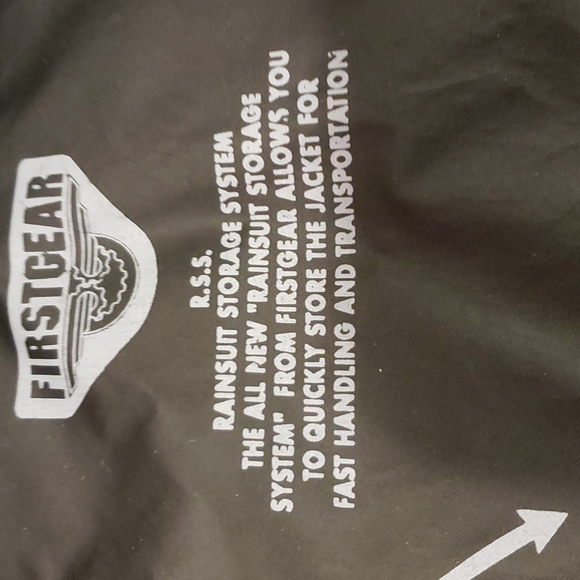 FIRSTGEAR
R.S.S.
RAINSUIT STORAGE SYSTEM
THE ALL NEW "RAINSUIT STORAGE
SYSTEM" FROM FIRSTGEAR ALLOWS YOU
TO QUICKLY STORE THE JACKET FOR
FAST HANDLING AND TRANSPORTATION